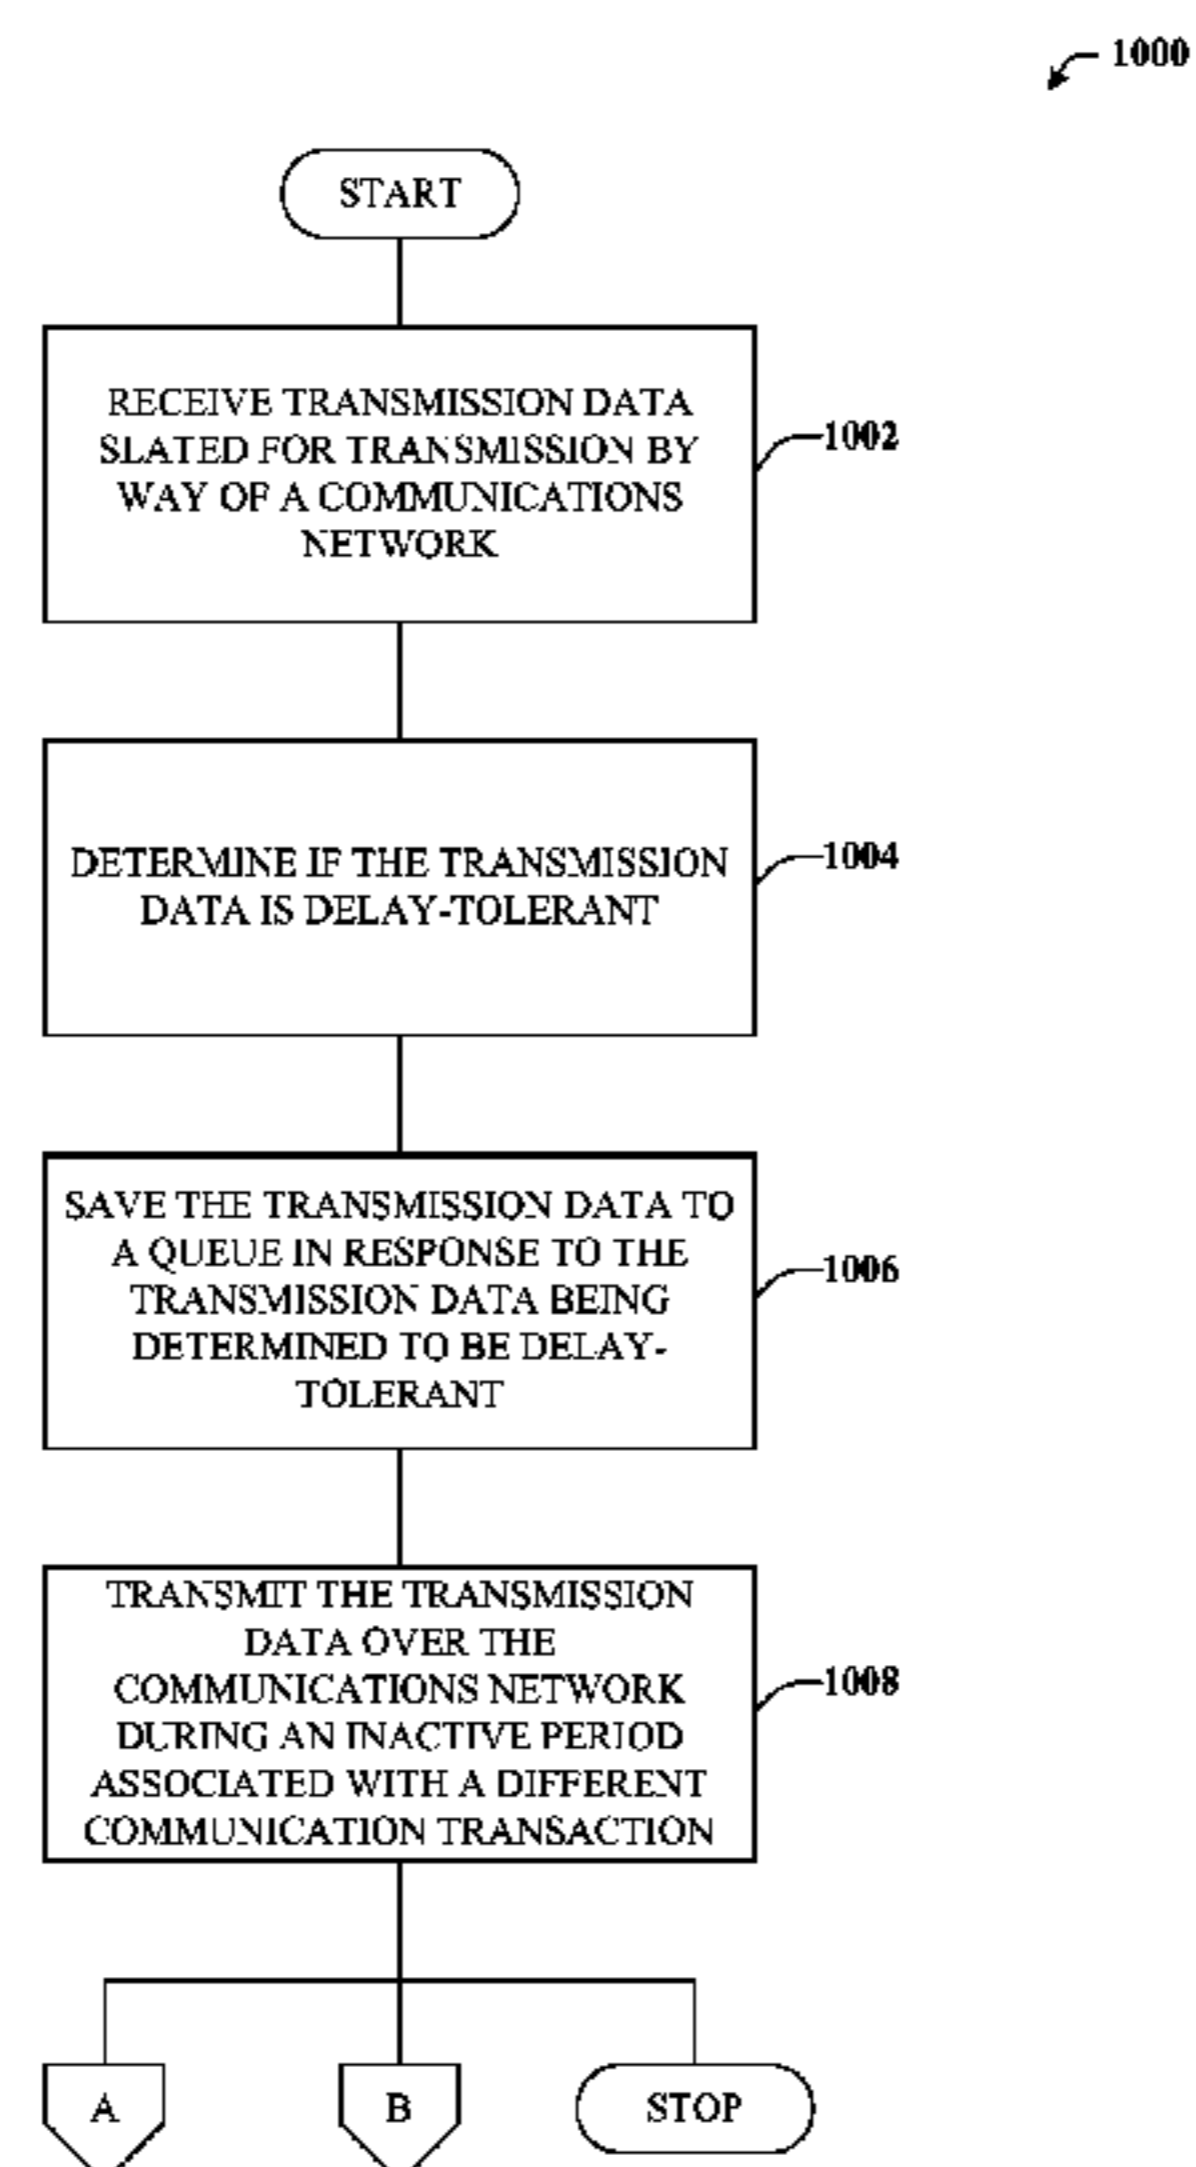 1000
START
RECEIVE TRANSMISSION DATA
SLATED FOR TRANSMISSION BY
WAY OF A COMMUNICATIONS
NETWORK
1002
DETERMINE IF THE TRANSMISSION
DATA IS DELAY-TOLERANT
1004
SAVE THE TRANSMISSION DATA TO
A QUEUE IN RESPONSE TO THE
TRANSMISSION DATA BEING
DETERMINED TO BE DELAY-
TOLERANT
1006
TRANSMIT THE TRANSMISSION
DATA OVER THE
COMMUNICATIONS NETWORK
DURING AN INACTIVE PERIOD
ASSOCIATED WITH A DIFFERENT
COMMUNICATION TRANSACTION
1008
A
B
STOP